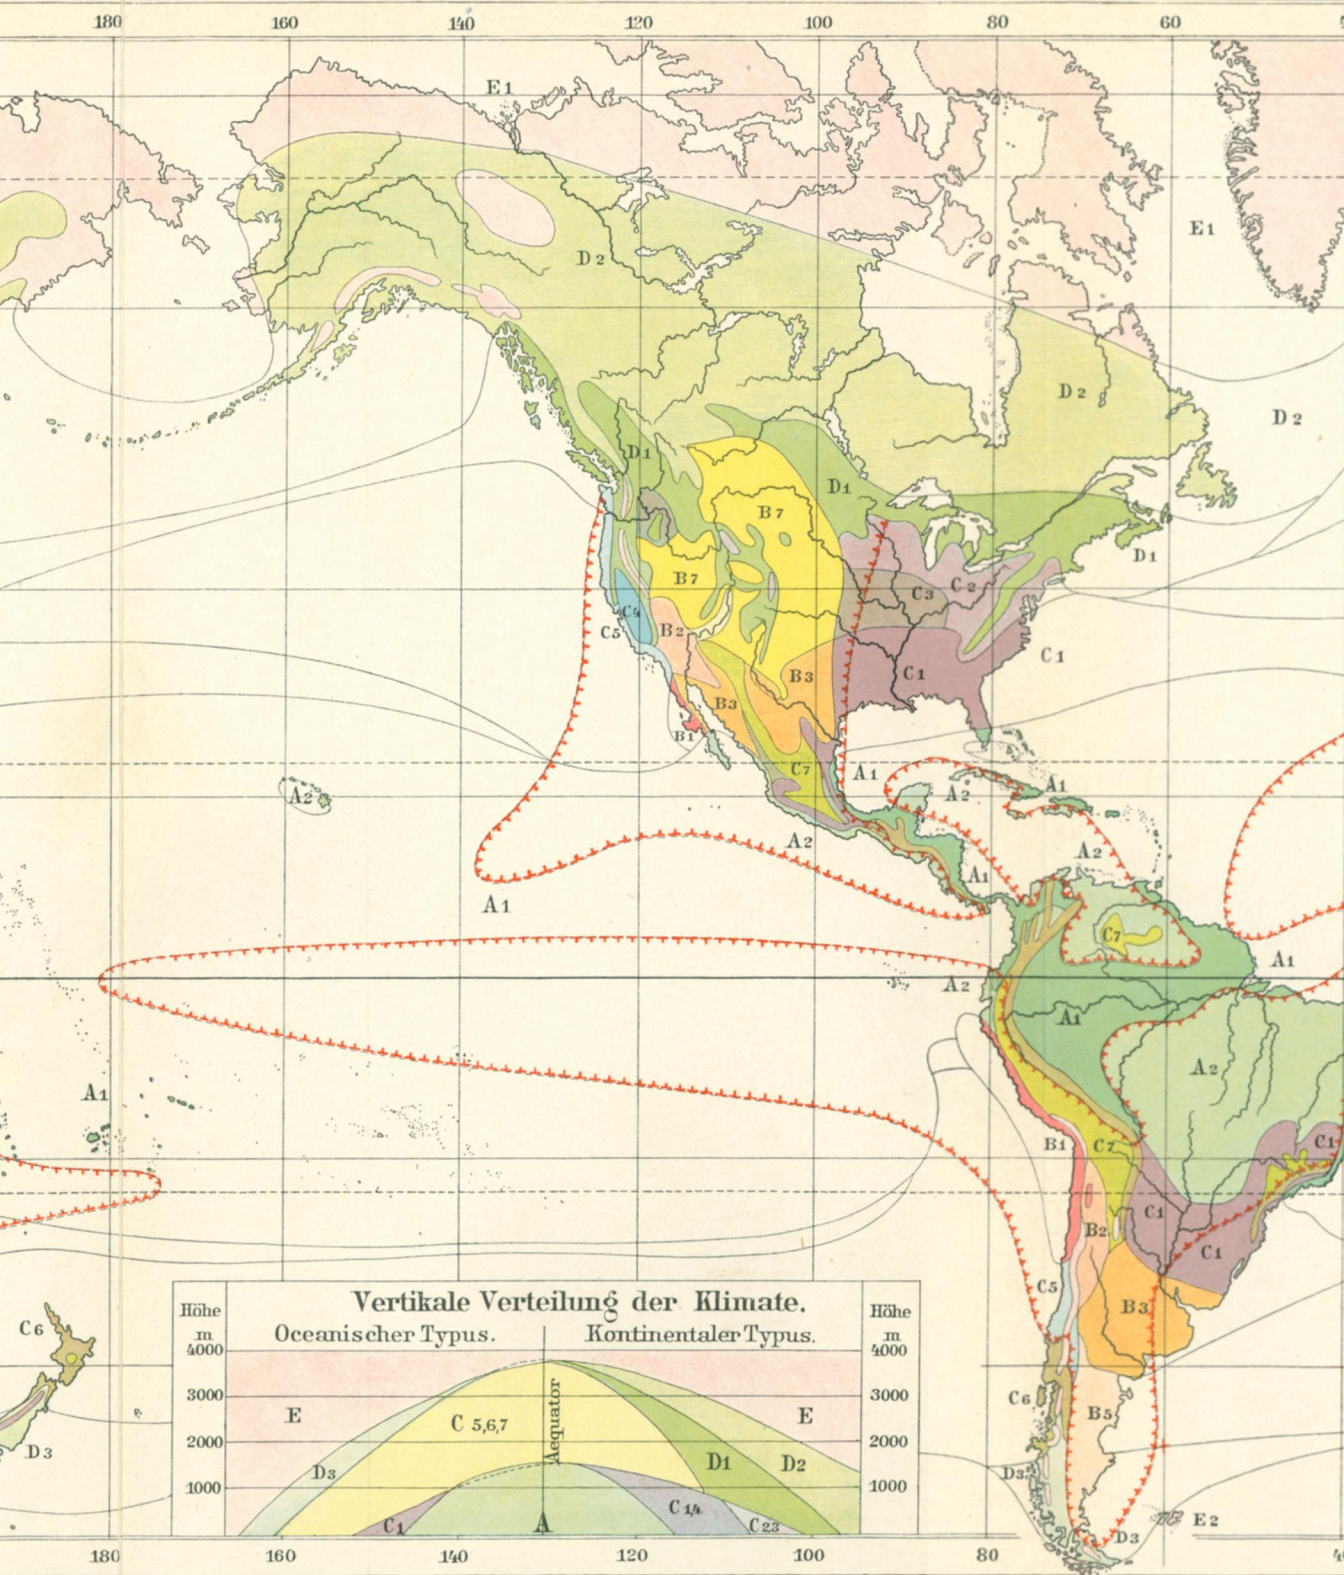 180 160 140 120 100 80 60
E1
E1
D2
D2
D2
D1
D1
B7
D1
B7
C3 C2
C4
C5 B2
C1
C1
B3
B3
B1
C7
A1
A2
A2
A1
A2
A1
A2
A1
C7
A1
A2
A1
A2
A1
B1 C7
C1
C1
B2
C1
C5
B3
C6
C6
B5
D3
D3
E2
D3
Vertikale Verteilung der Klimate.
Oceanischer Typus. Kontinentaler Typus.
Höhe
m
4000
3000
2000
1000
Höhe
m
4000
3000
2000
1000
E
C 5,6,7
Aequator
E
D3
D1
D2
C1
A
C 1,4
C 2,3
180 160 140 120 100 80 60